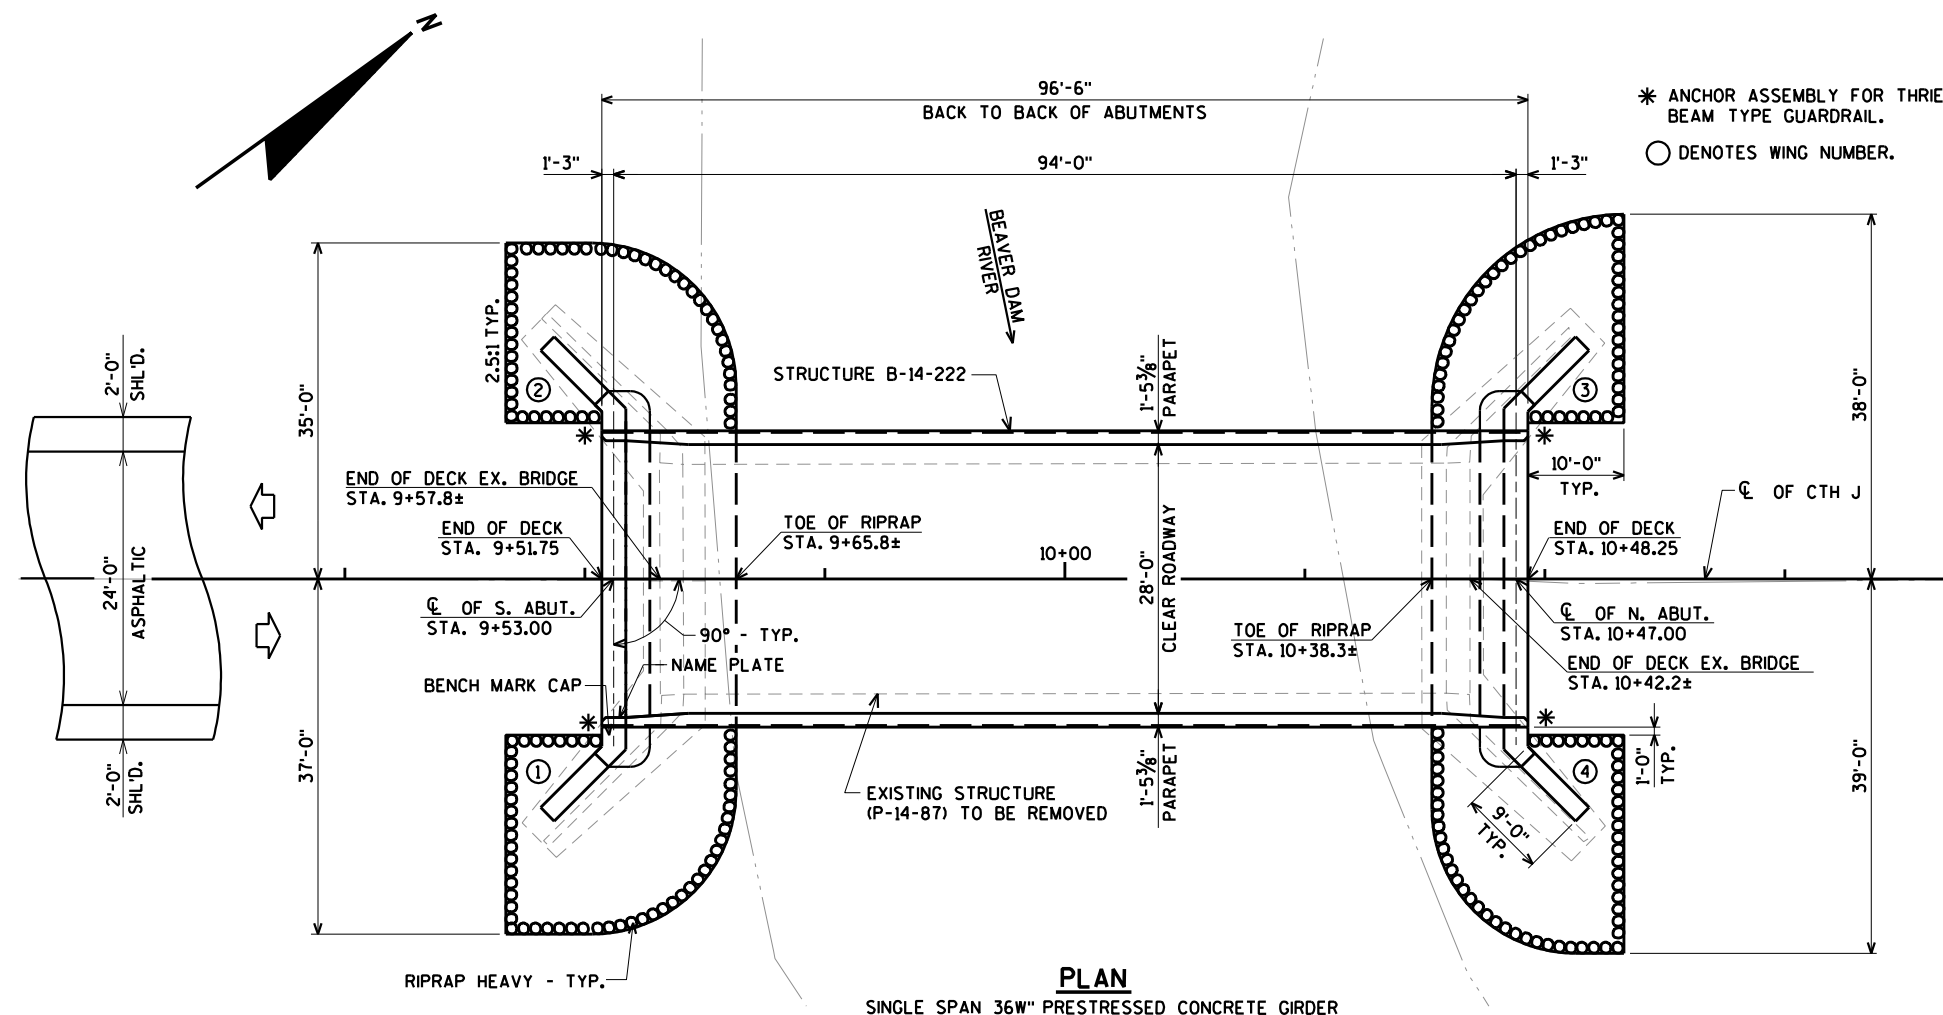 N
96'-6"
BACK TO BACK OF ABUTMENTS
1'-3"
94'-0"
1'-3"
✳ ANCHOR ASSEMBLY FOR THRIE
BEAM TYPE GUARDRAIL.
◯ DENOTES WING NUMBER.
BEAVER DAM
RIVER
2.5:1 TYP.
2'-0"
SHL'D.
35'-0"
2
STRUCTURE B-14-222
1'-5⅜"
PARAPET
3
38'-0"
✳
✳
END OF DECK EX. BRIDGE
STA. 9+57.8±
10'-0"
TYP.
℄ OF CTH J
END OF DECK
STA. 9+51.75
TOE OF RIPRAP
STA. 9+65.8±
10+00
END OF DECK
STA. 10+48.25
24'-0"
ASPHALTIC
28'-0"
CLEAR ROADWAY
℄ OF S. ABUT.
STA. 9+53.00
90° - TYP.
TOE OF RIPRAP
STA. 10+38.3±
℄ OF N. ABUT.
STA. 10+47.00
NAME PLATE
END OF DECK EX. BRIDGE
STA. 10+42.2±
BENCH MARK CAP
✳
✳
2'-0"
SHL'D.
37'-0"
1
EXISTING STRUCTURE
(P-14-87) TO BE REMOVED
1'-5⅜"
PARAPET
4
1'-0"
TYP.
39'-0"
9'-0"
TYP.
RIPRAP HEAVY - TYP.
PLAN
SINGLE SPAN 36W" PRESTRESSED CONCRETE GIRDER